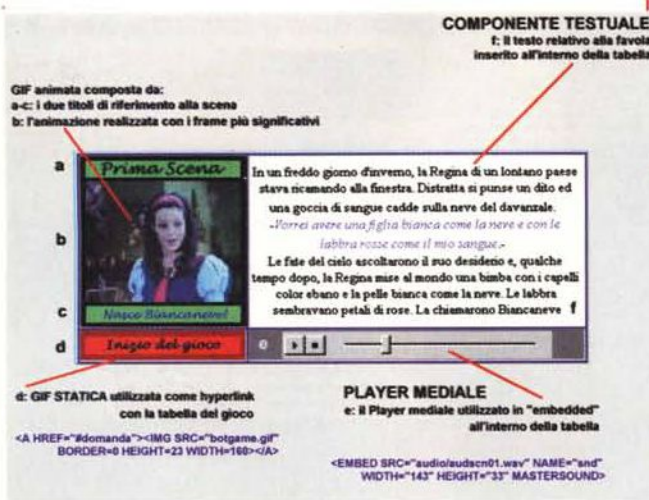 COMPONENTE TESTUALE
f: il testo relativo alla favola
inserito all'interno della tabella
GIF animata composta da:
a-c: i due titoli di riferimento alla scena
b: l'animazione realizzata con i frame più significativi
a
Prima Scena
b
c
Nasce Biancaneve!
d
Inizio del gioco
In un freddo giorno d'inverno, la Regina di un lontano paese
stava ricamando alla finestra. Distratta si punse un dito ed
una goccia di sangue cadde sulla neve del davanzale.
-Vorrei avere una figlia bianca come la neve e con le
labbra rosse come il mio sangue.-
Le fate del cielo ascoltarono il suo desiderio e, qualche
tempo dopo, la Regina mise al mondo una bimba con i capelli
color ebano e la pelle bianca come la neve. Le labbra
sembravano petali di rose. La chiamarono Biancaneve f
e
d: GIF STATICA utilizzata come hyperlink
con la tabella del gioco
<A HREF="#domanda"><IMG SRC="botgame.gif"
BORDER=0 HEIGHT=23 WIDTH=160></A>
PLAYER MEDIALE
e: il Player mediale utilizzato in "embedded"
all'interno della tabella
<EMBED SRC="audio/audscn01.wav" NAME="snd"
WIDTH="143" HEIGHT="33" MASTERSOUND>